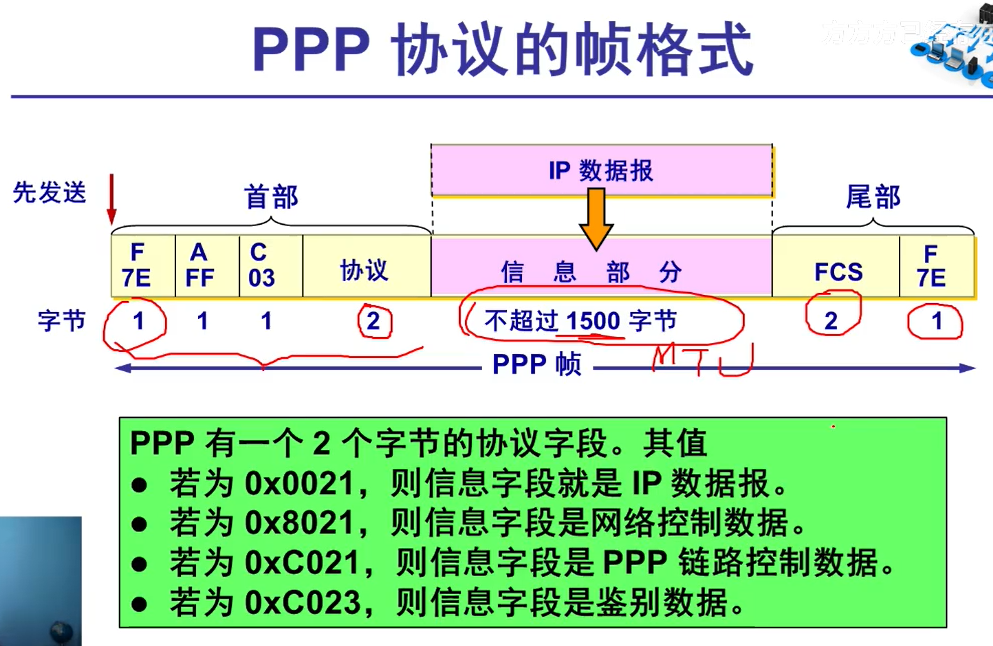 PPP 协议的帧格式
IP 数据报
先发送
首部
尾部
F
7E
A
FF
C
03
协议
信 息 部 分
FCS
F
7E
字节
1
1
1
2
不超过 1500 字节
2
1
MTU
PPP 帧
PPP 有一个 2 个字节的协议字段。其值
● 若为 0x0021，则信息字段就是 IP 数据报。
● 若为 0x8021，则信息字段是网络控制数据。
● 若为 0xC021，则信息字段是 PPP 链路控制数据。
● 若为 0xC023，则信息字段是鉴别数据。